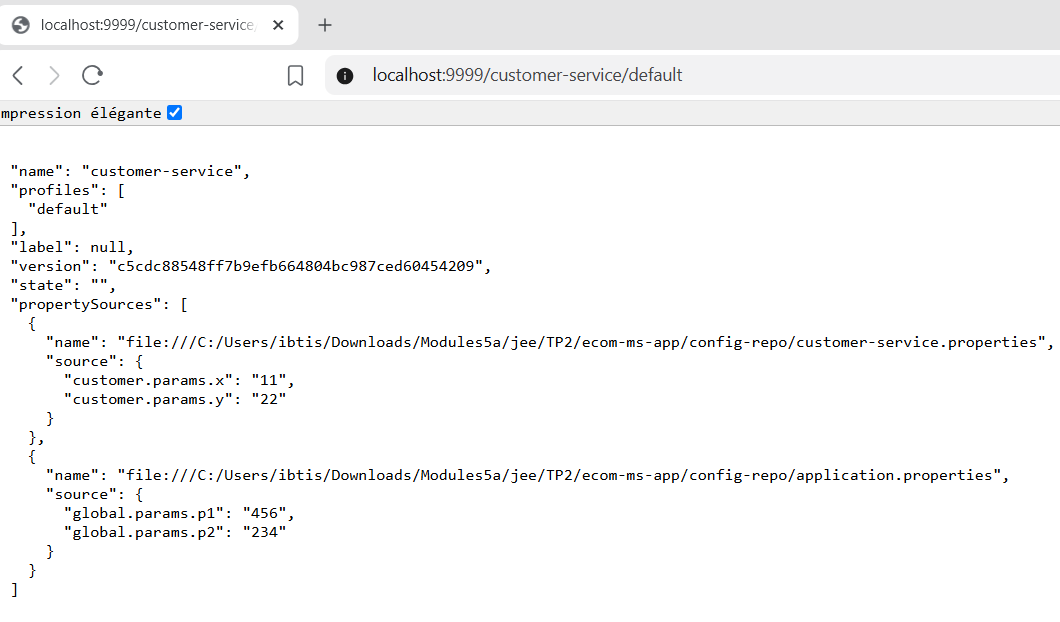 localhost:9999/customer-service
localhost:9999/customer-service/default
mpression élégante
"name": "customer-service",
"profiles": [
"default"
],
"label": null,
"version": "c5cdc88548ff7b9efb664804bc987ced60454209",
"state": "",
"propertySources": [
{
"name": "file:///C:/Users/ibtis/Downloads/Modules5a/jee/TP2/ecom-ms-app/config-repo/customer-service.properties",
"source": {
"customer.params.x": "11",
"customer.params.y": "22"
}
},
{
"name": "file:///C:/Users/ibtis/Downloads/Modules5a/jee/TP2/ecom-ms-app/config-repo/application.properties",
"source": {
"global.params.p1": "456",
"global.params.p2": "234"
}
}
]